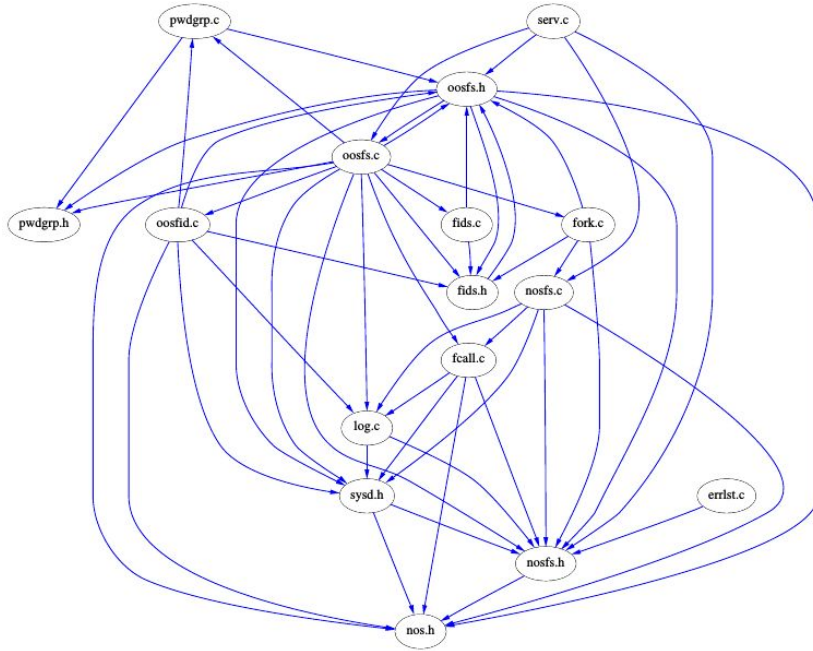 pwdgrp.c
serv.c
oosfs.h
oosfs.c
pwdgrp.h
oosfid.c
fids.c
fork.c
fids.h
nosfs.c
fcall.c
log.c
sysd.h
errlst.c
nosfs.h
nos.h